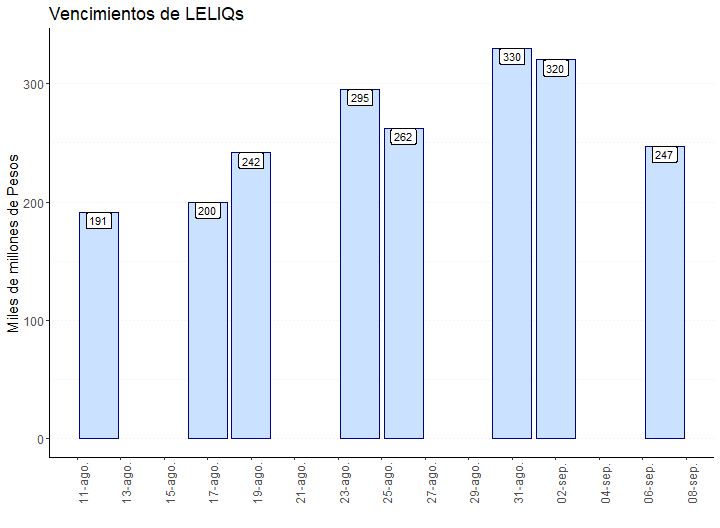 Vencimientos de LELIQs
Miles de millones de Pesos
300
200
100
0
191
200
242
295
262
330
320
247
11-ago.
13-ago.
15-ago.
17-ago.
19-ago.
21-ago.
23-ago.
25-ago.
27-ago.
29-ago.
31-ago.
02-sep.
04-sep.
06-sep.
08-sep.